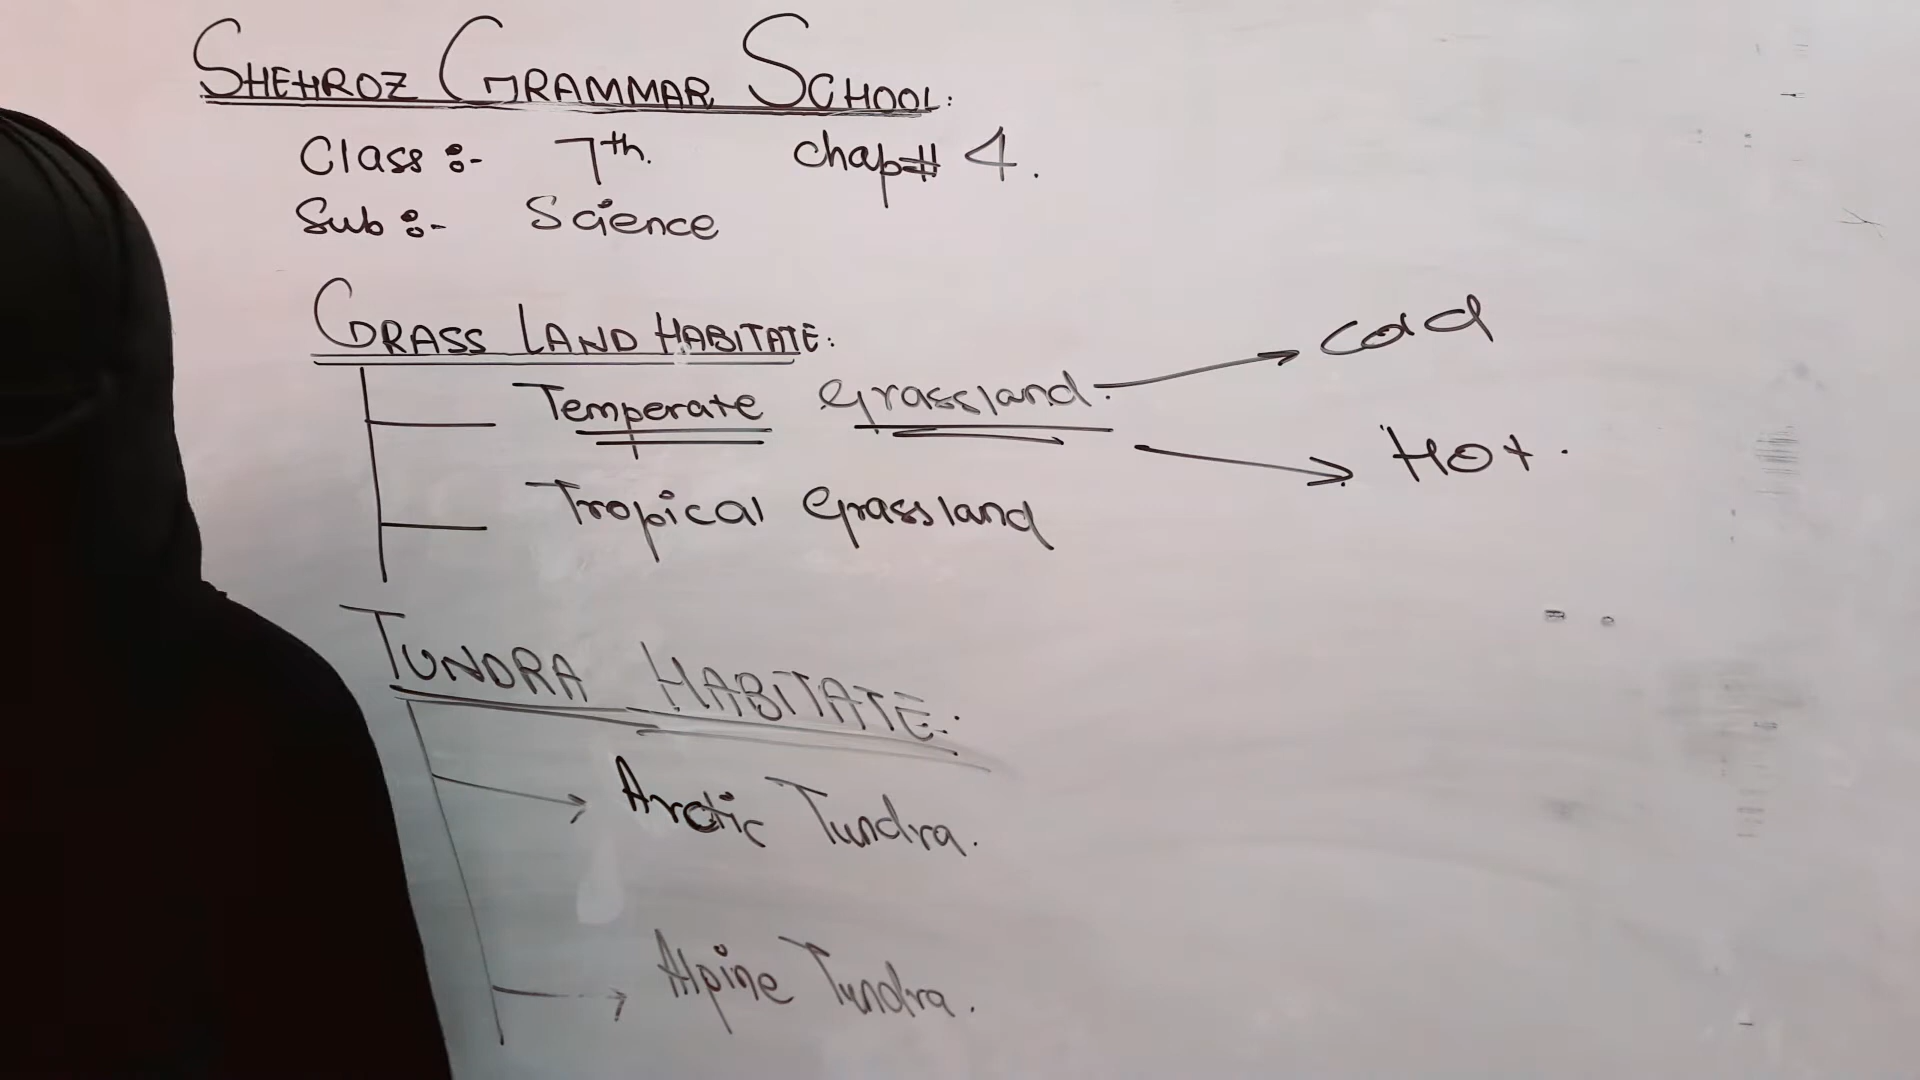 SHEHROZ GRAMMAR SCHOOL:
Class :- 7th. Chap# 4.
Sub :- Science
GRASS LAND HABITATE:
Temperate Grassland. Cold
Hot.
Tropical Grassland
TUNDRA HABITATE:
Arctic Tundra.
Alpine Tundra.